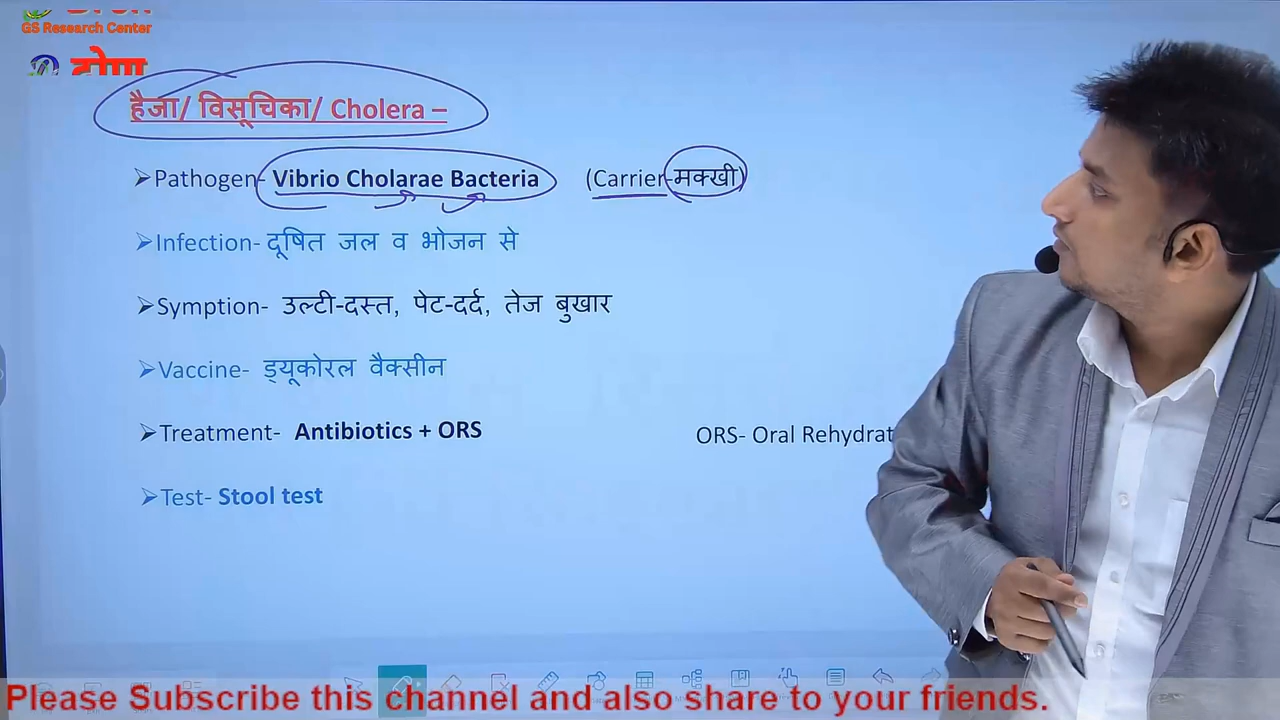 GS Research Center
द्रोण
हैजा/ विसूचिका/ Cholera –
➢Pathogen- Vibrio Cholarae Bacteria (Carrier-मक्खी)
➢Infection- दूषित जल व भोजन से
➢Symption- उल्टी-दस्त, पेट-दर्द, तेज बुखार
➢Vaccine- ड्यूकोरल वैक्सीन
➢Treatment- Antibiotics + ORS ORS- Oral Rehydrat
➢Test- Stool test
Please Subscribe this channel and also share to your friends.